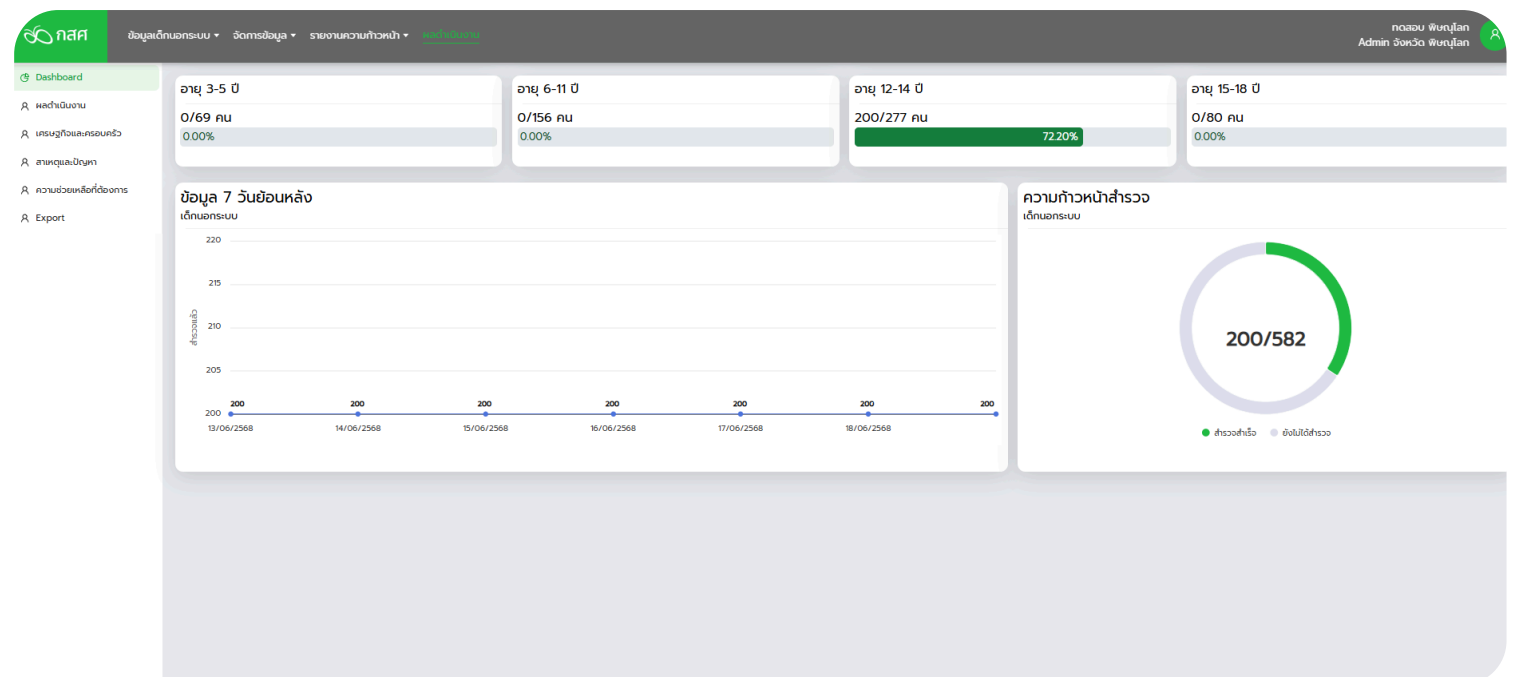 กสศ
ข้อมูลเด็กนอกระบบ จัดการข้อมูล รายงานความก้าวหน้า ผลดำเนินงาน
ทดสอบ พิษณุโลก
Admin จังหวัด พิษณุโลก
Dashboard
ผลดำเนินงาน
เศรษฐกิจและครอบครัว
สาเหตุและปัญหา
ความช่วยเหลือที่ต้องการ
Export
อายุ 3-5 ปี
0/69 คน
0.00%
อายุ 6-11 ปี
0/156 คน
0.00%
อายุ 12-14 ปี
200/277 คน
72.20%
อายุ 15-18 ปี
0/80 คน
0.00%
ข้อมูล 7 วันย้อนหลัง
เด็กนอกระบบ
220
215
210
205
200
สำรวจแล้ว
200 200 200 200 200 200 200
13/06/2568 14/06/2568 15/06/2568 16/06/2568 17/06/2568 18/06/2568
ความก้าวหน้าสำรวจ
เด็กนอกระบบ
200/582
สำรวจสำเร็จ ยังไม่ได้สำรวจ